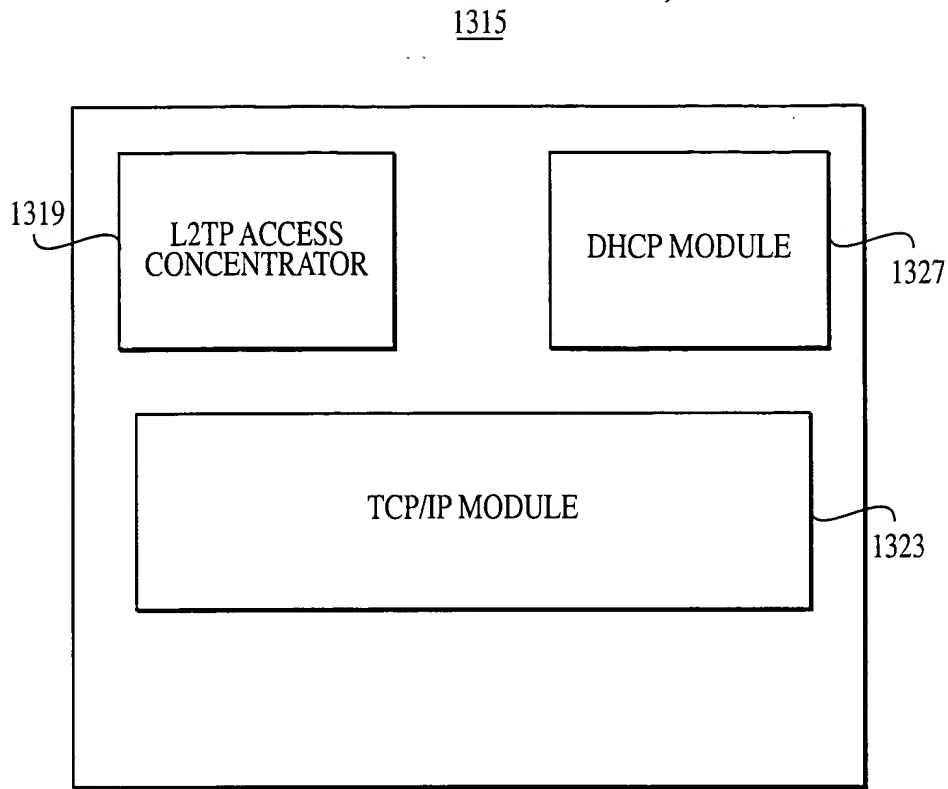 1315
1319
L2TP ACCESS
CONCENTRATOR
DHCP MODULE
1327
TCP/IP MODULE
1323